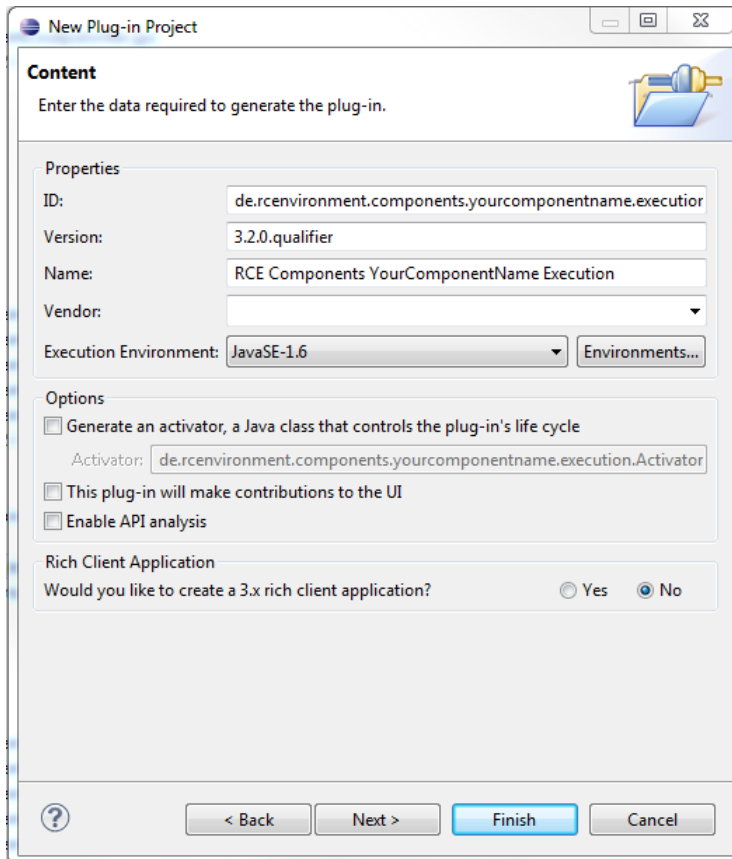 New Plug-in Project
Content
Enter the data required to generate the plug-in.
Properties
ID: de.rcenvironment.components.yourcomponentname.execution
Version: 3.2.0.qualifier
Name: RCE Components YourComponentName Execution
Vendor:
Execution Environment: JavaSE-1.6 Environments...
Options
Generate an activator, a Java class that controls the plug-in's life cycle
Activator: de.rcenvironment.components.yourcomponentname.execution.Activator
This plug-in will make contributions to the UI
Enable API analysis
Rich Client Application
Would you like to create a 3.x rich client application? Yes No
? < Back Next > Finish Cancel